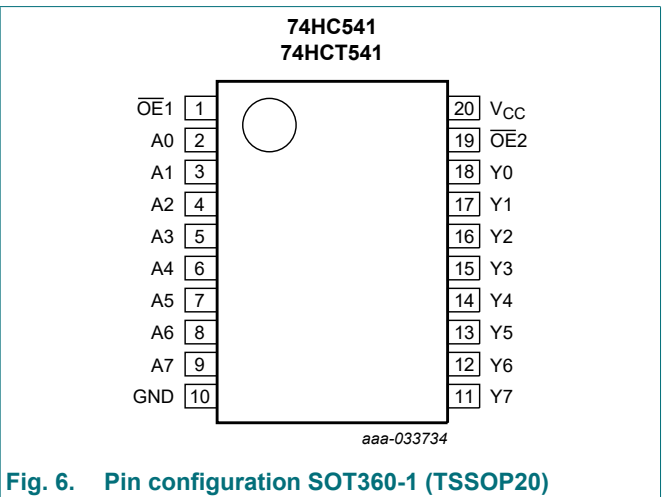 74HC541
74HCT541
O̅E̅1 1 20 VCC
A0 2 19 O̅E̅2
A1 3 18 Y0
A2 4 17 Y1
A3 5 16 Y2
A4 6 15 Y3
A5 7 14 Y4
A6 8 13 Y5
A7 9 12 Y6
GND 10 11 Y7
aaa-033734
Fig. 6. Pin configuration SOT360-1 (TSSOP20)